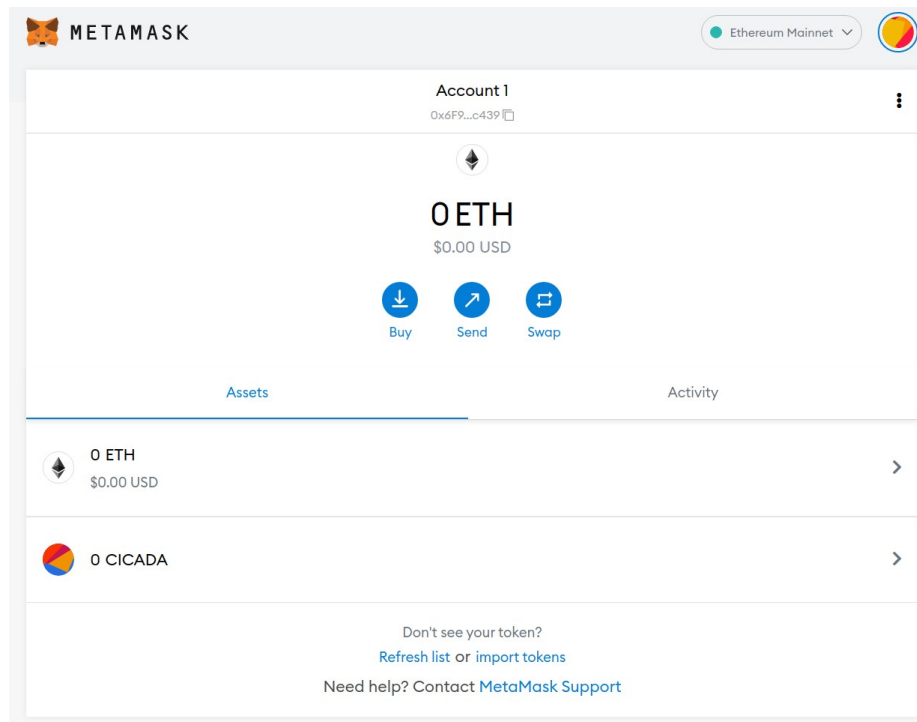 METAMASK
Ethereum Mainnet
Account 1
0x6F9...c439
0 ETH
$0.00 USD
Buy Send Swap
Assets Activity
0 ETH
$0.00 USD
0 CICADA
Don't see your token?
Refresh list or import tokens
Need help? Contact MetaMask Support